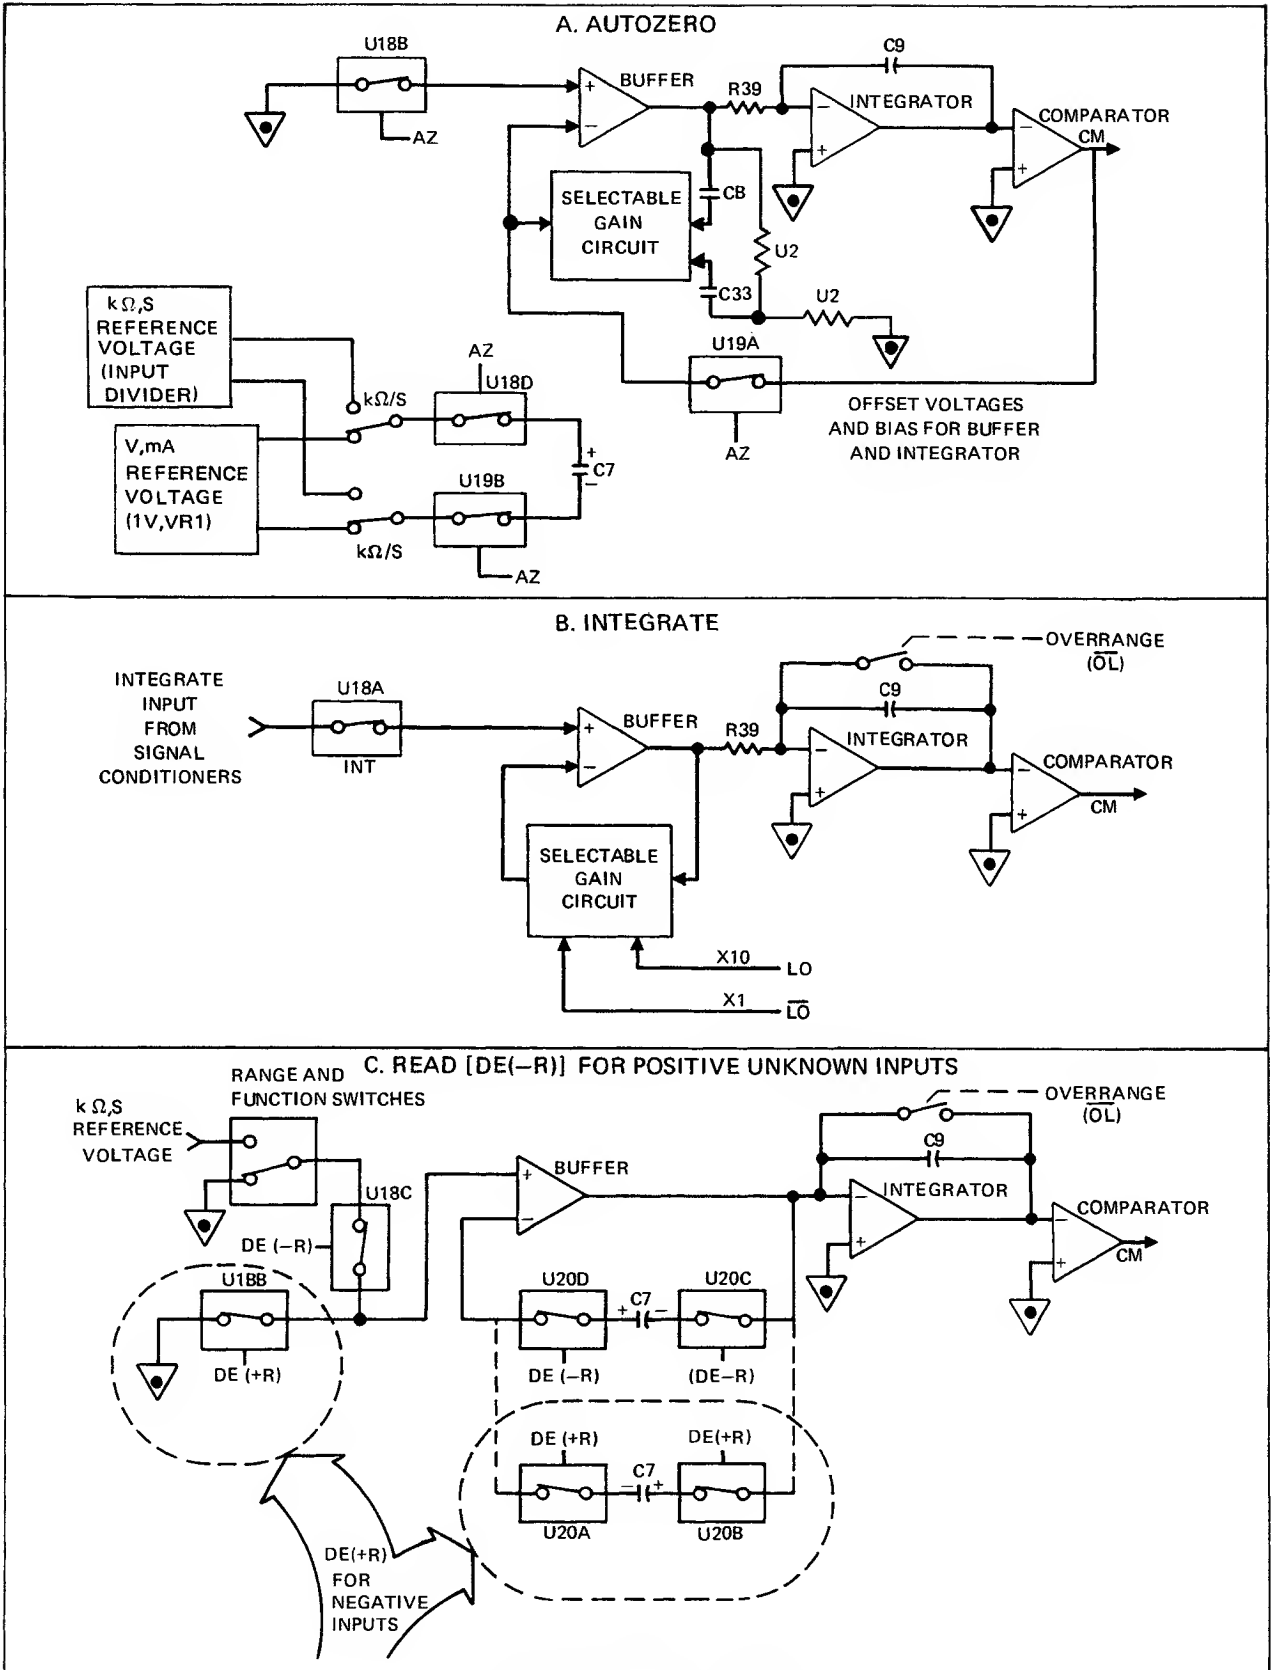 A. AUTOZERO
U18B
AZ
BUFFER
+
−
R39
C9
INTEGRATOR
−
+
COMPARATOR
CM
−
+
SELECTABLE
GAIN
CIRCUIT
CB
U2
C33
U2
U19A
AZ
OFFSET VOLTAGES
AND BIAS FOR BUFFER
AND INTEGRATOR
kΩ,S
REFERENCE
VOLTAGE
(INPUT
DIVIDER)
V,mA
REFERENCE
VOLTAGE
(1V,VR1)
kΩ/S
AZ
U18D
+
C7
−
U19B
kΩ/S
AZ
B. INTEGRATE
INTEGRATE
INPUT
FROM
SIGNAL
CONDITIONERS
U18A
INT
BUFFER
+
−
R39
OVERRANGE
(O̅L̅)
C9
INTEGRATOR
−
+
COMPARATOR
−
+
CM
SELECTABLE
GAIN
CIRCUIT
X10
LO
X1
L̅O̅
C. READ [DE(−R)] FOR POSITIVE UNKNOWN INPUTS
RANGE AND
FUNCTION SWITCHES
kΩ,S
REFERENCE
VOLTAGE
U18C
DE (−R)
U1BB
DE (+R)
BUFFER
+
−
OVERRANGE
(O̅L̅)
C9
INTEGRATOR
−
+
COMPARATOR
−
+
CM
U20D
+ C7 −
U20C
DE (−R)
(DE−R)
DE (+R)
DE(+R)
− C7 +
U20A
U20B
DE(+R)
FOR
NEGATIVE
INPUTS